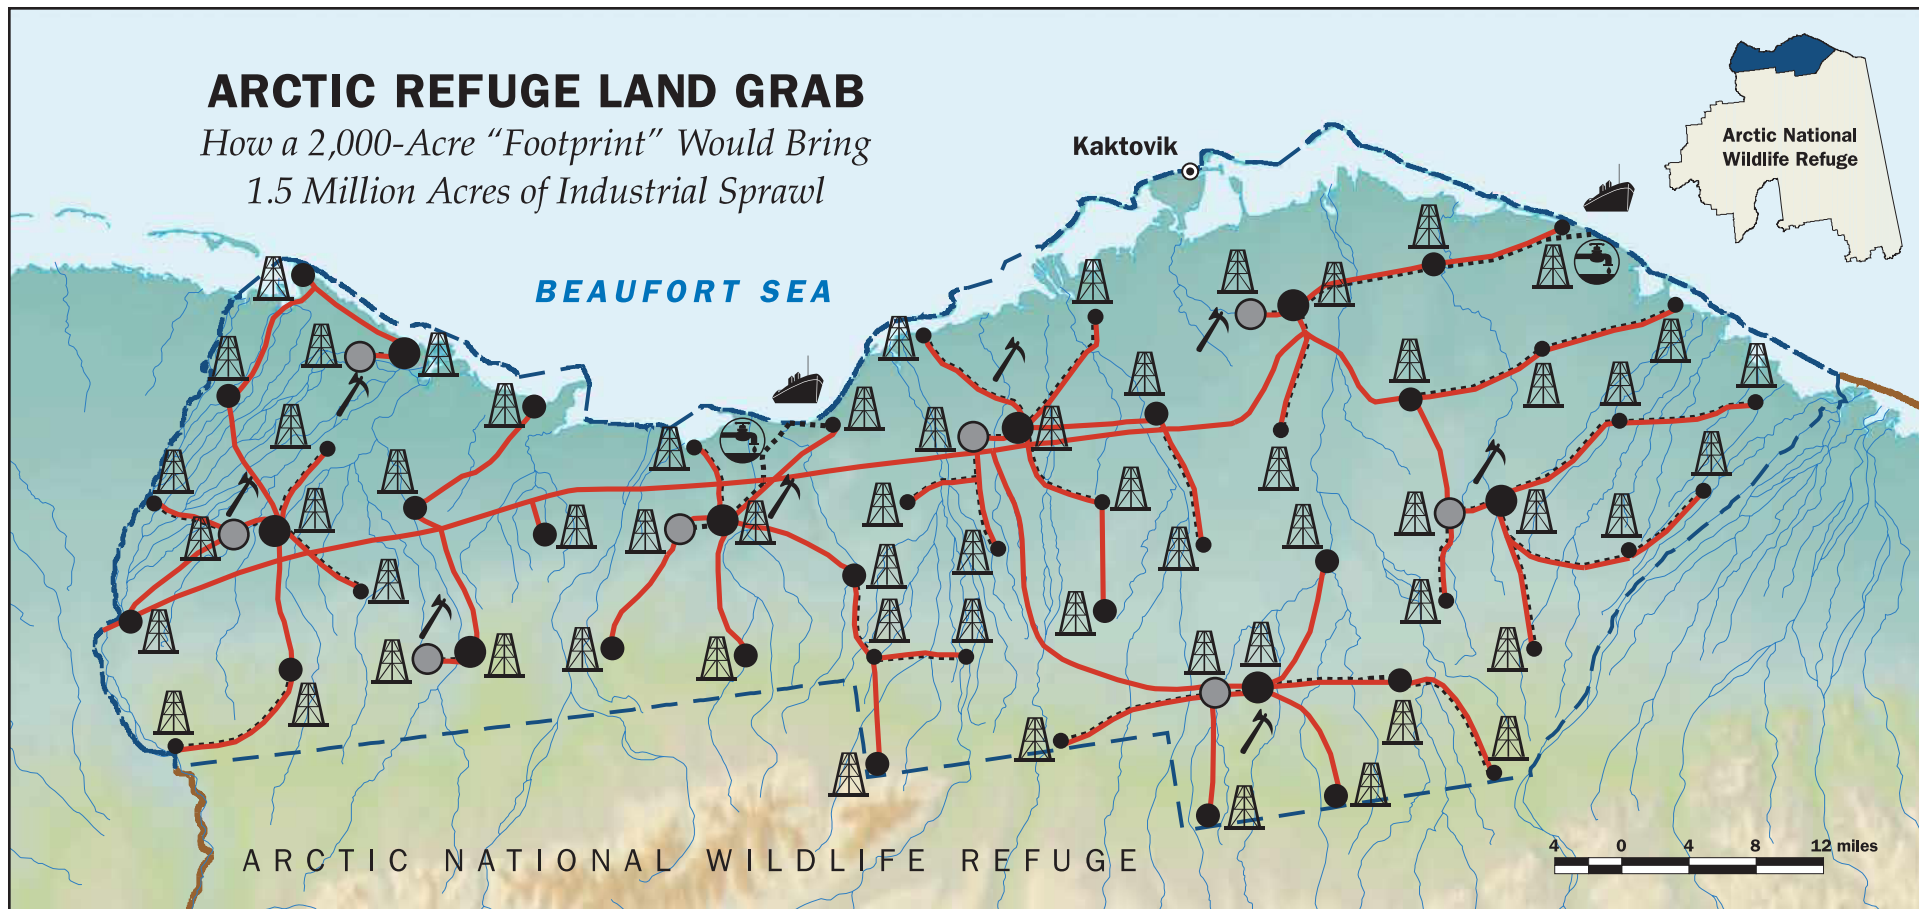 ARCTIC REFUGE LAND GRAB
How a 2,000-Acre “Footprint” Would Bring
1.5 Million Acres of Industrial Sprawl
Kaktovik
Arctic National
Wildlife Refuge
BEAUFORT SEA
ARCTIC NATIONAL WILDLIFE REFUGE
4 0 4 8 12 miles